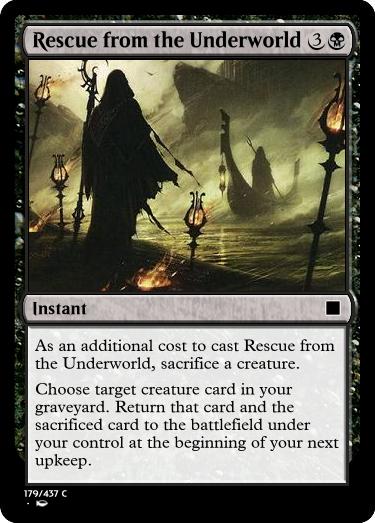 Rescue from the Underworld 3
Instant
As an additional cost to cast Rescue from
the Underworld, sacrifice a creature.
Choose target creature card in your
graveyard. Return that card and the
sacrificed card to the battlefield under
your control at the beginning of your next
upkeep.
179/437 C